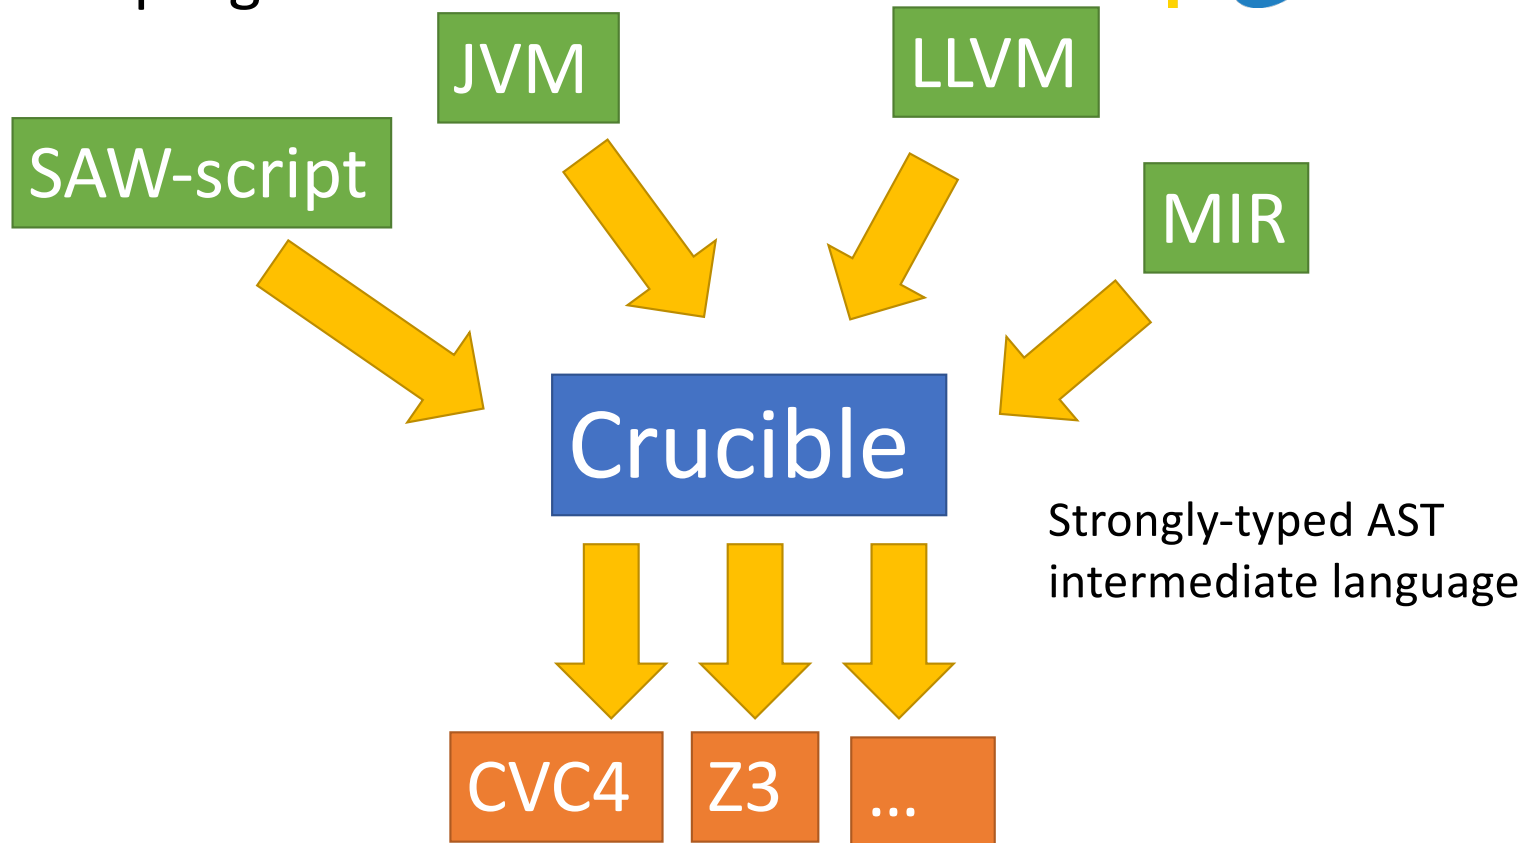 JVM
LLVM
SAW-script
MIR
Crucible
Strongly-typed AST
intermediate language
CVC4
Z3
...